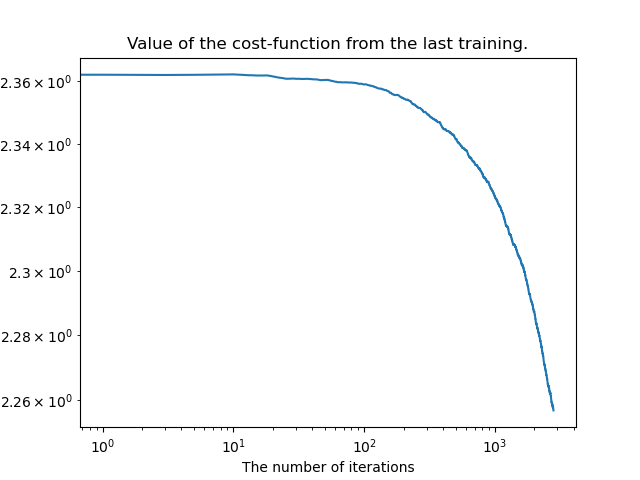 Value of the cost-function from the last training.
2.36 × 10⁰
2.34 × 10⁰
2.32 × 10⁰
2.3 × 10⁰
2.28 × 10⁰
2.26 × 10⁰
10⁰ 10¹ 10² 10³
The number of iterations